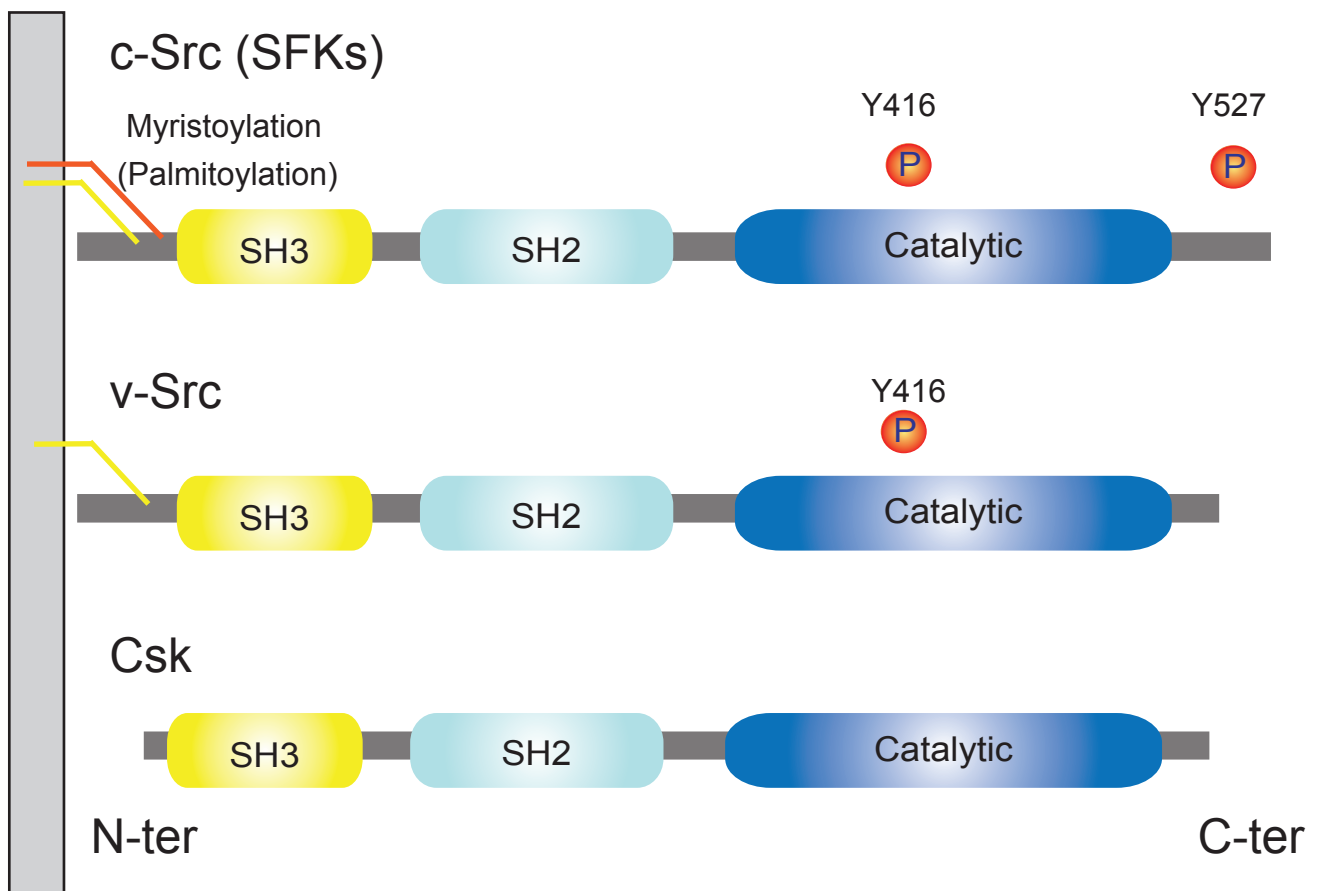 c-Src (SFKs)
Myristoylation
(Palmitoylation)
Y416
Y527
P
P
SH3
SH2
Catalytic
v-Src
Y416
P
SH3
SH2
Catalytic
Csk
SH3
SH2
Catalytic
N-ter
C-ter